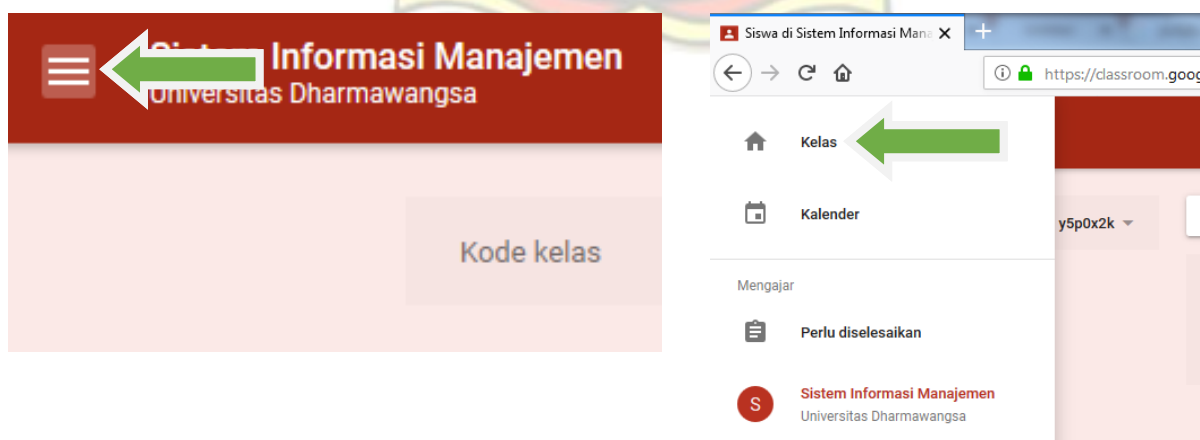 Sistem Informasi Manajemen
Universitas Dharmawangsa
Kode kelas
Siswa di Sistem Informasi Mana
https://classroom.goog
Kelas
Kalender
y5p0x2k
Mengajar
Perlu diselesaikan
S
Sistem Informasi Manajemen
Universitas Dharmawangsa